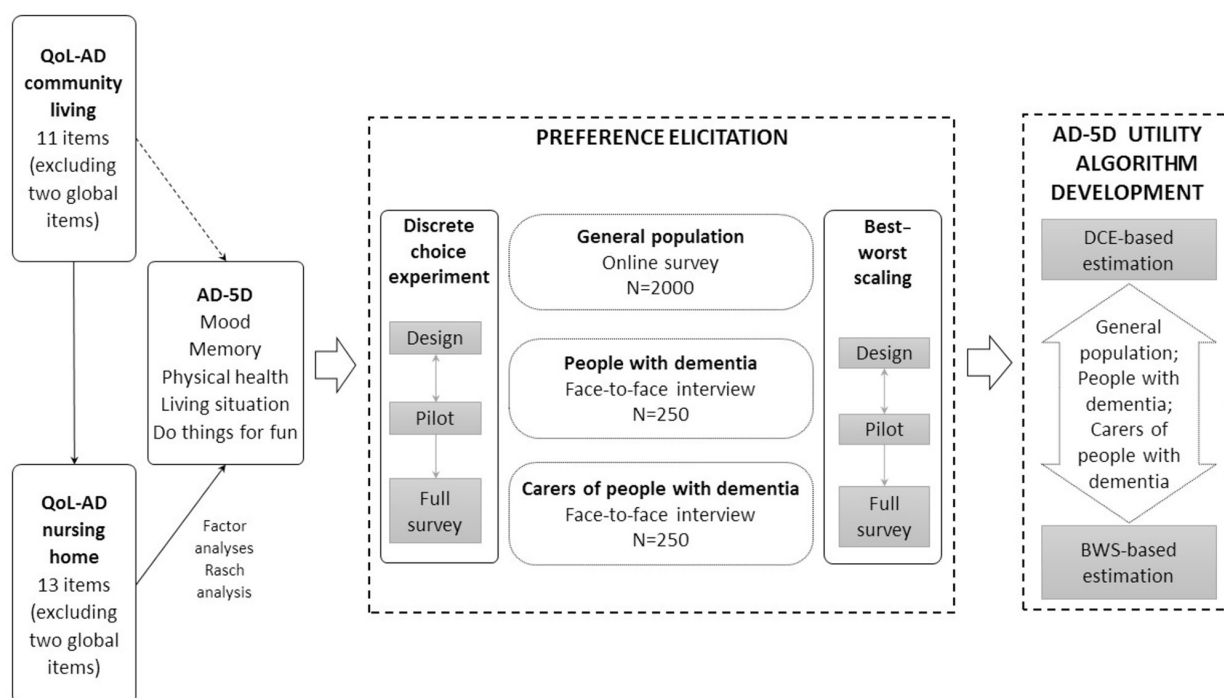 QoL-AD
community
living
11 items
(excluding
two global
items)
QoL-AD
nursing
home
13 items
(excluding
two global
items)
Factor
analyses
Rasch
analysis
AD-5D
Mood
Memory
Physical health
Living situation
Do things for fun
PREFERENCE ELICITATION
Discrete
choice
experiment
Design
Pilot
Full
survey
General population
Online survey
N=2000
People with dementia
Face-to-face interview
N=250
Carers of people with dementia
Face-to-face interview
N=250
Best–
worst
scaling
Design
Pilot
Full
survey
AD-5D UTILITY
ALGORITHM
DEVELOPMENT
DCE-based
estimation
General
population;
People with
dementia;
Carers of
people with
dementia
BWS-based
estimation